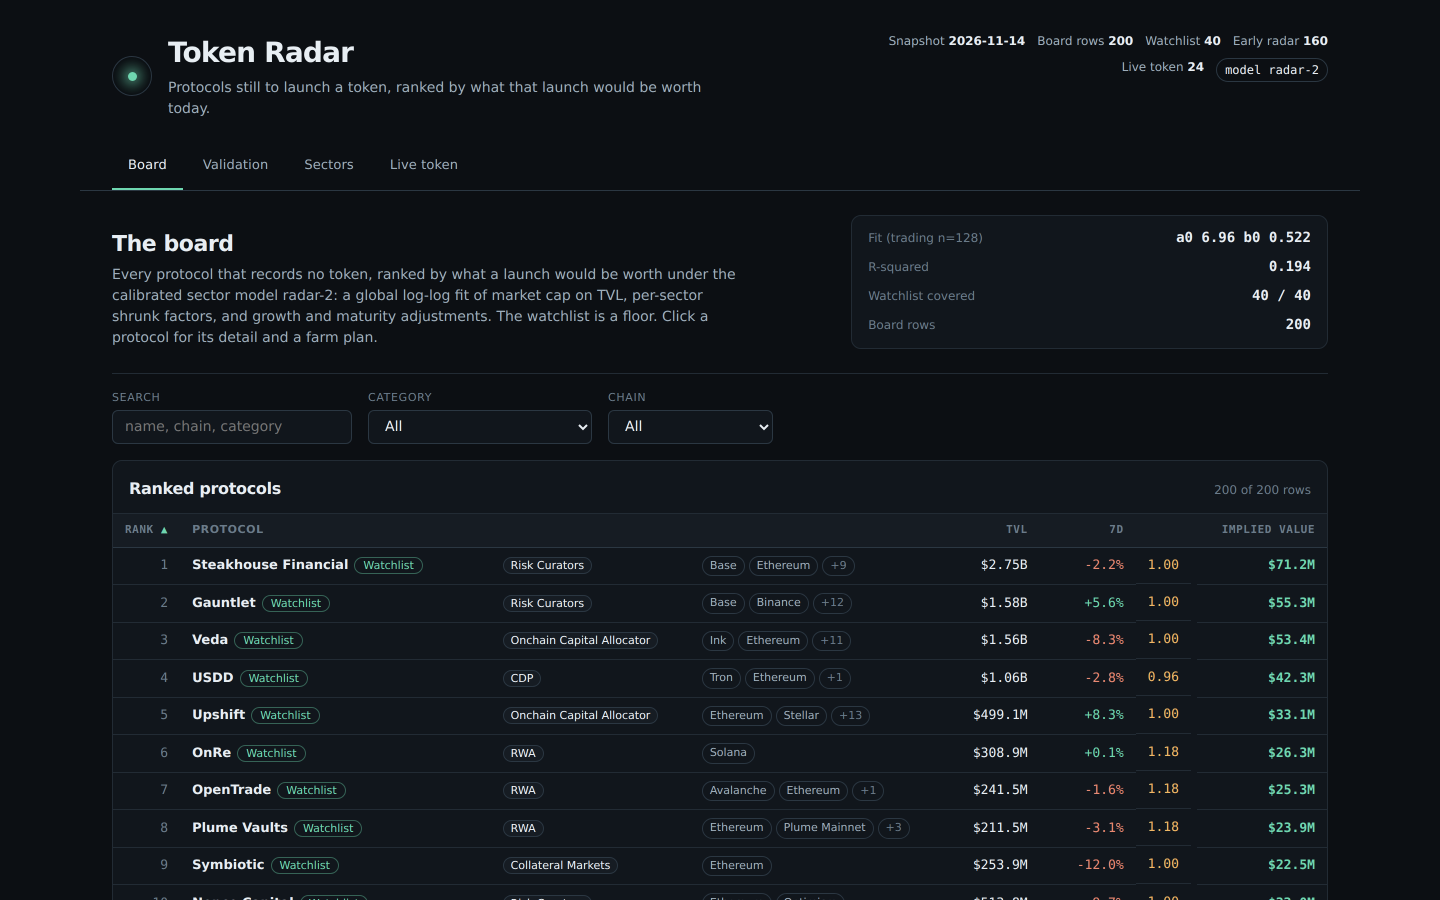 Token Radar
Protocols still to launch a token, ranked by what that launch would be worth
today.
Snapshot 2026-11-14 Board rows 200 Watchlist 40 Early radar 160
Live token 24 model radar-2
Board Validation Sectors Live token
The board
Every protocol that records no token, ranked by what a launch would be worth under the
calibrated sector model radar-2: a global log-log fit of market cap on TVL, per-sector
shrunk factors, and growth and maturity adjustments. The watchlist is a floor. Click a
protocol for its detail and a farm plan.
Fit (trading n=128) a0 6.96 b0 0.522
R-squared 0.194
Watchlist covered 40 / 40
Board rows 200
SEARCH CATEGORY CHAIN
name, chain, category All All
Ranked protocols 200 of 200 rows
RANK ▲ PROTOCOL TVL 7D IMPLIED VALUE
1 Steakhouse Financial Watchlist Risk Curators Base Ethereum +9 $2.75B -2.2% 1.00 $71.2M
2 Gauntlet Watchlist Risk Curators Base Binance +12 $1.58B +5.6% 1.00 $55.3M
3 Veda Watchlist Onchain Capital Allocator Ink Ethereum +11 $1.56B -8.3% 1.00 $53.4M
4 USDD Watchlist CDP Tron Ethereum +1 $1.06B -2.8% 0.96 $42.3M
5 Upshift Watchlist Onchain Capital Allocator Ethereum Stellar +13 $499.1M +8.3% 1.00 $33.1M
6 OnRe Watchlist RWA Solana $308.9M +0.1% 1.18 $26.3M
7 OpenTrade Watchlist RWA Avalanche Ethereum +1 $241.5M -1.6% 1.18 $25.3M
8 Plume Vaults Watchlist RWA Ethereum Plume Mainnet +3 $211.5M -3.1% 1.18 $23.9M
9 Symbiotic Watchlist Collateral Markets Ethereum $253.9M -12.0% 1.00 $22.5M